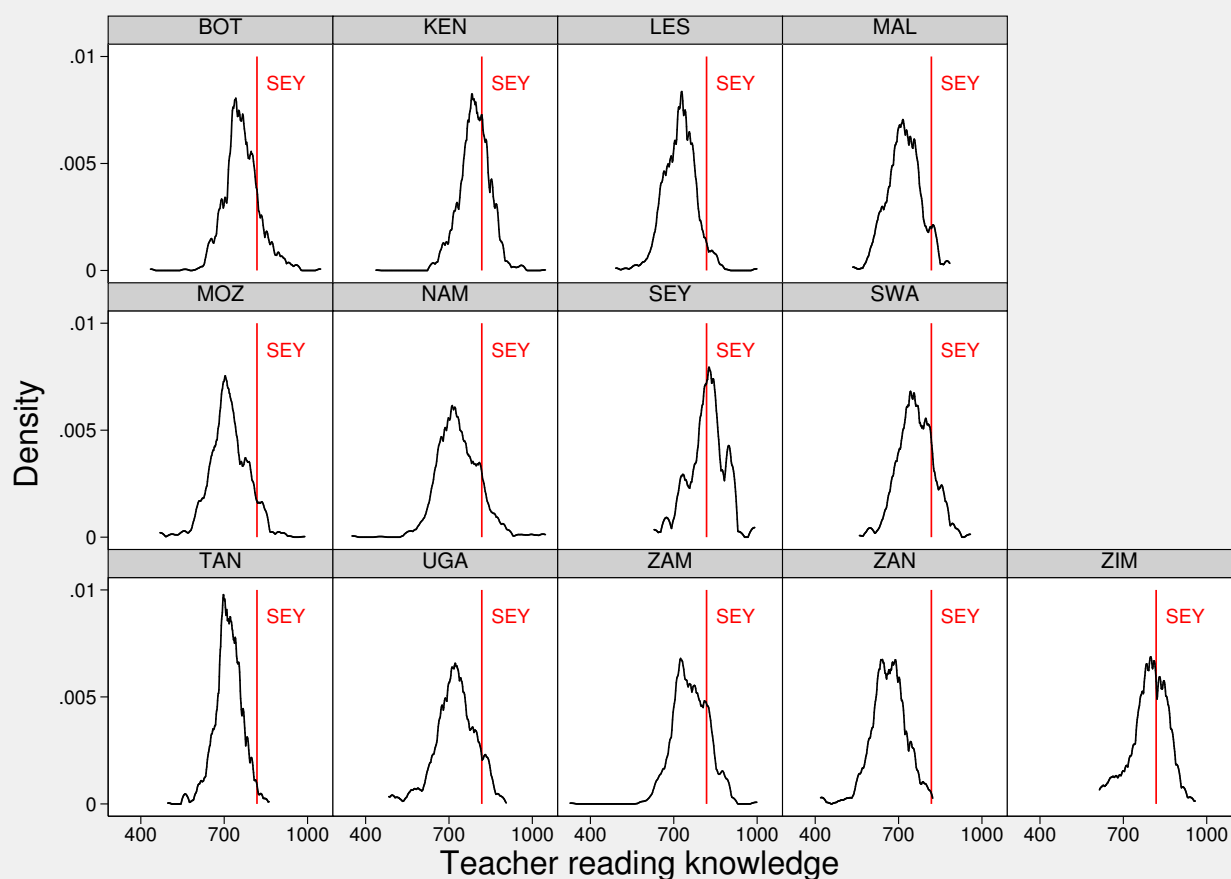 BOT KEN LES MAL
.01
SEY SEY SEY SEY
.005
0
MOZ NAM SEY SWA
.01
SEY SEY SEY SEY
.005
0
Density
TAN UGA ZAM ZAN ZIM
.01
SEY SEY SEY SEY SEY
.005
0
400 700 1000 400 700 1000 400 700 1000 400 700 1000 400 700 1000
Teacher reading knowledge